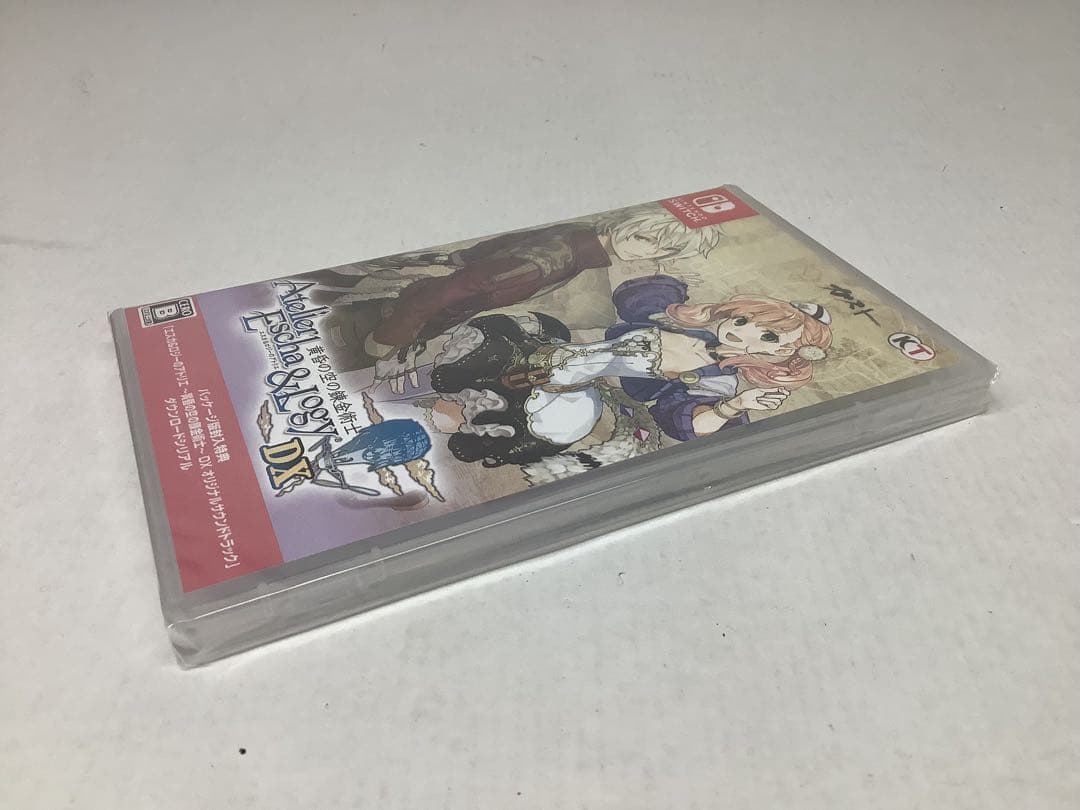 NINTENDO
SWITCH
ガスト
KT
Atelier
Escha & Logy
黄昏の空の錬金術士
DX
CERO
B
パッケージ版封入特典
「エスカ&ロジーのアトリエ ~黄昏の空の錬金術士~ DX オリジナルサウンドトラック」
ダウンロードシリアル